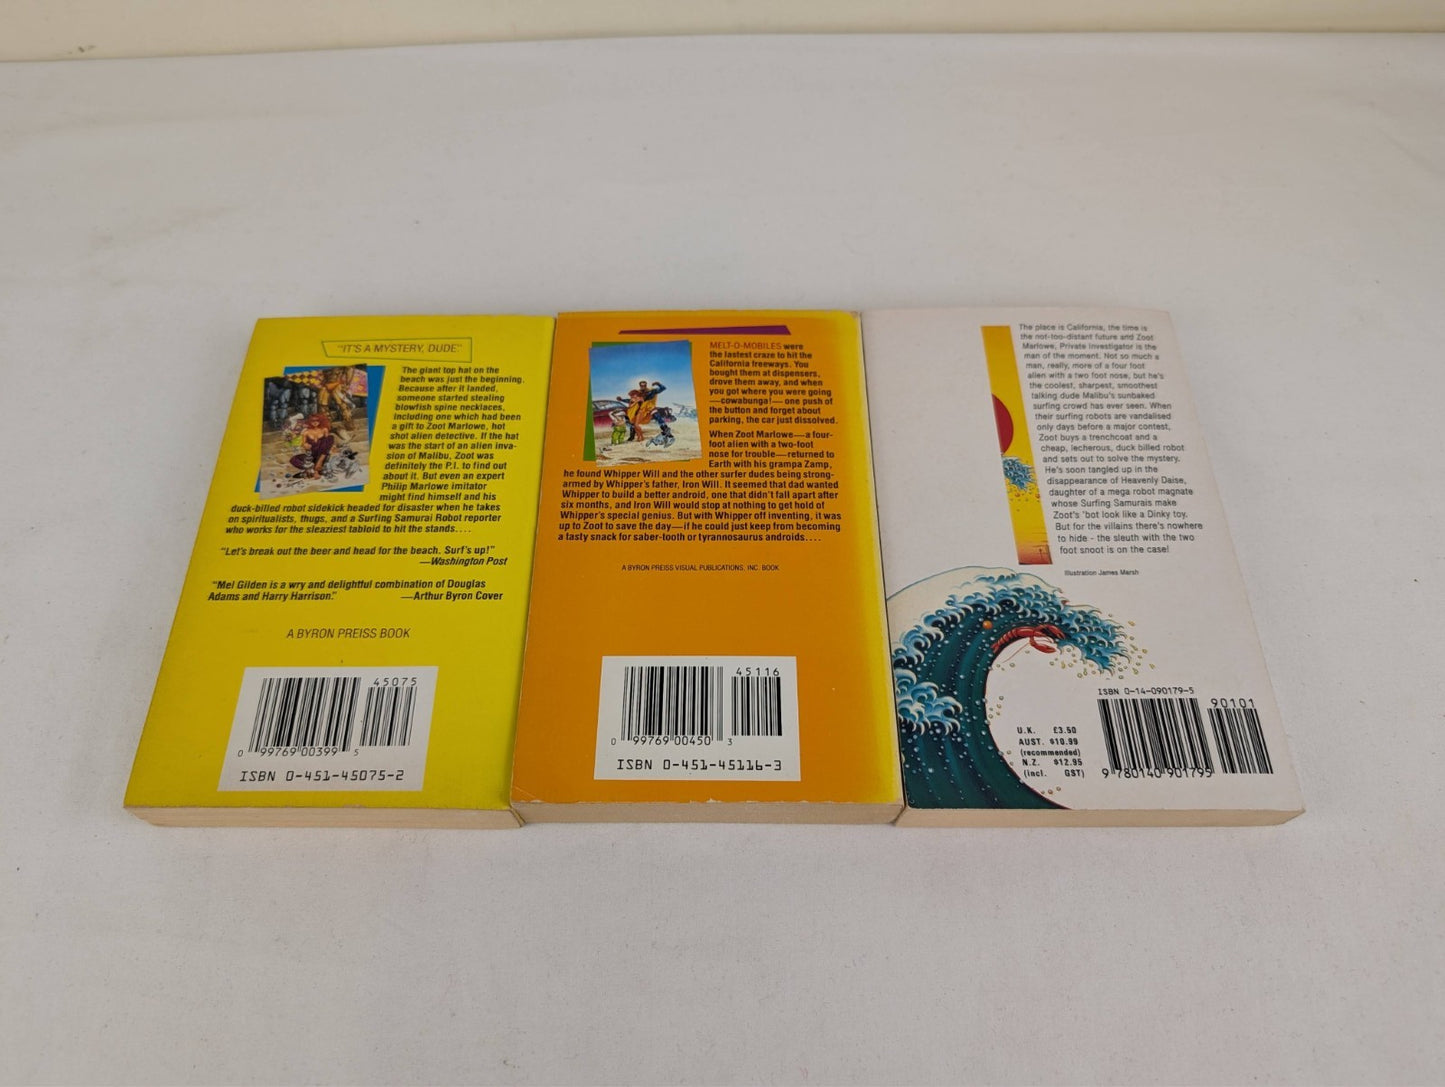 "IT'S A MYSTERY, DUDE."
The giant top hat on the
beach was just the beginning.
Because after it landed,
someone started stealing
blowfish spine necklaces,
including one which had been
a gift to Zoot Marlowe, hot
shot alien detective. If the hat
was the start of an alien inva-
sion of Malibu, Zoot was
definitely the P.I. to find out
about it. But even an expert
Philip Marlowe imitator
might find himself and his
duck-billed robot sidekick headed for disaster when he takes
on spiritualists, thugs, and a Surfing Samurai Robot reporter
who works for the sleaziest tabloid to hit the stands....
"Let's break out the beer and head for the beach. Surf's up!"
—Washington Post
"Mel Gilden is a wry and delightful combination of Douglas
Adams and Harry Harrison." —Arthur Byron Cover
A BYRON PREISS BOOK
45075
0 99769 00399 5
ISBN 0-451-45075-2
MELT-O-MOBILES were
the lastest craze to hit the
California freeways. You
bought them at dispensers,
drove them away, and when
you got where you were going
—cowabunga!—one push of
the button and forget about
parking, the car just dissolved.
When Zoot Marlowe—a four-
foot alien with a two-foot
nose for trouble—returned to
Earth with his grampa Zamp,
he found Whipper Will and the other surfer dudes being strong-
armed by Whipper's father, Iron Will. It seemed that dad wanted
Whipper to build a better android, one that didn't fall apart after
six months, and Iron Will would stop at nothing to get hold of
Whipper's special genius. But with Whipper off inventing, it was
up to Zoot to save the day—if he could just keep from becoming
a tasty snack for saber-tooth or tyrannosaurus androids....
A BYRON PREISS VISUAL PUBLICATIONS, INC. BOOK
45116
0 99769 00450 3
ISBN 0-451-45116-3
The place is California, the time is
the not-too-distant future and Zoot
Marlowe, Private Investigator is the
man of the moment. Not so much a
man, really, more of a four foot
alien with a two foot nose, but he's
the coolest, sharpest, smoothest
talking dude Malibu's sunbaked
surfing crowd has ever seen. When
their surfing robots are vandalised
only days before a major contest,
Zoot buys a trenchcoat and a
cheap, lecherous, duck billed robot
and sets out to solve the mystery.
He's soon tangled up in the
disappearance of Heavenly Daise,
daughter of a mega robot magnate
whose Surfing Samurais make
Zoot's 'bot look like a Dinky toy.
But for the villains there's nowhere
to hide - the sleuth with the two
foot snoot is on the case!
Illustration James Marsh
ISBN 0-14-090179-5
90101
U.K. £3.50
AUST. $10.99
(recommended)
N.Z. $12.95
(incl. GST)
9 780140 901795